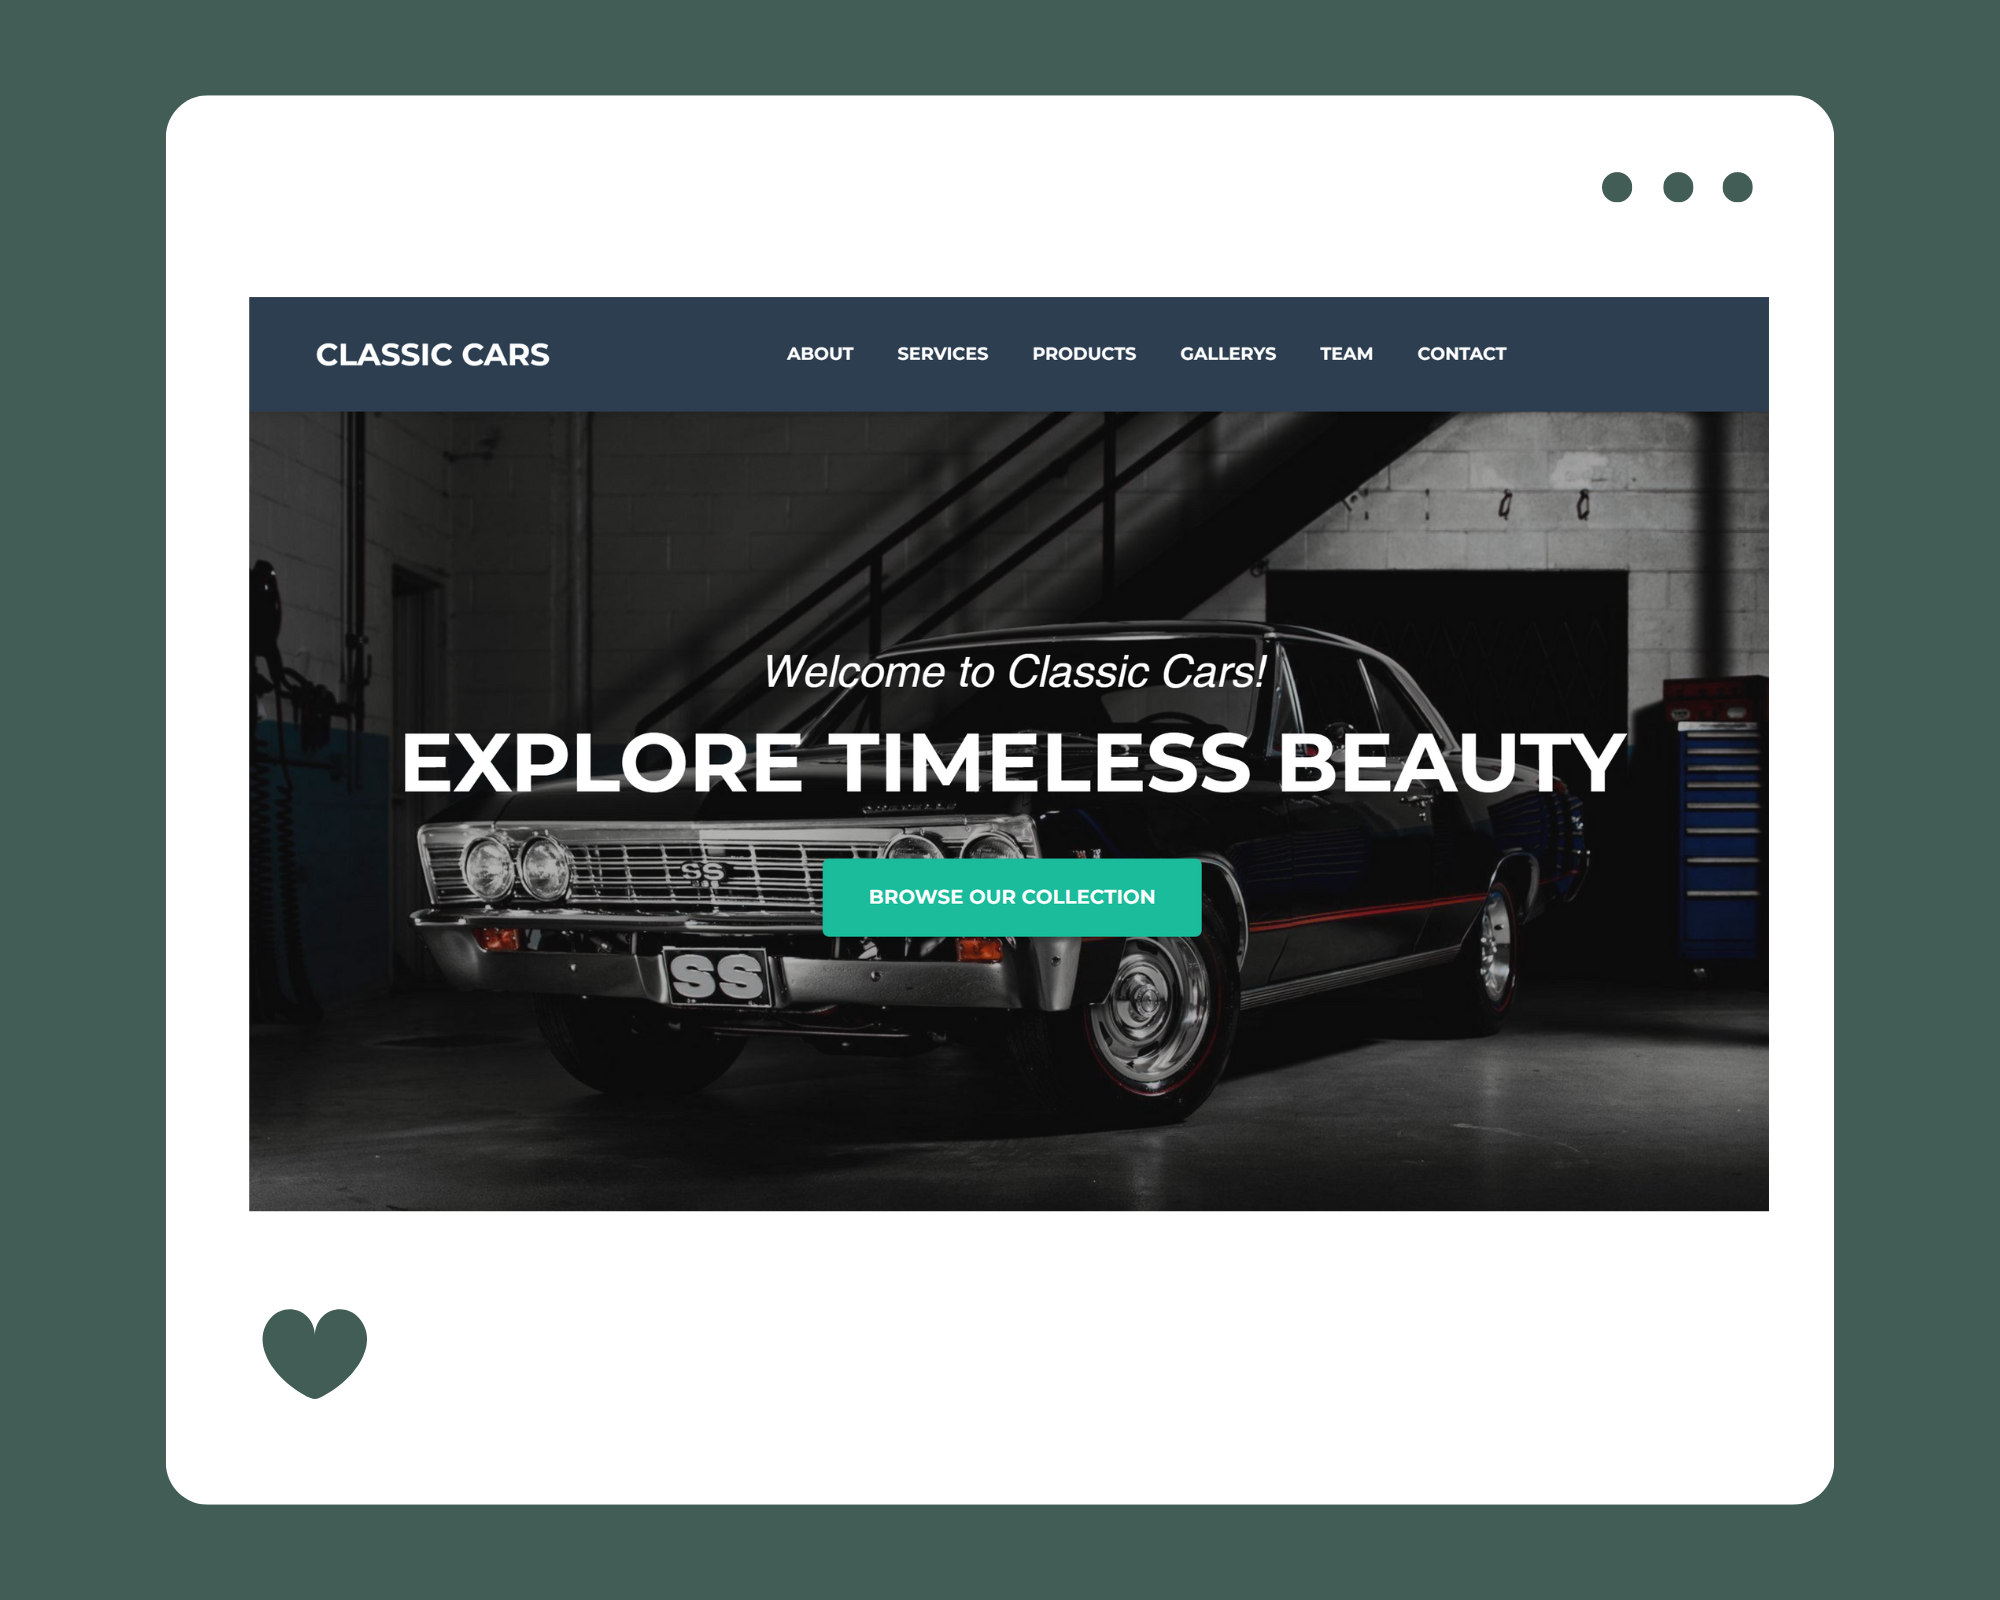 CLASSIC CARS ABOUT SERVICES PRODUCTS GALLERYS TEAM CONTACT
Welcome to Classic Cars!
EXPLORE TIMELESS BEAUTY
SS
BROWSE OUR COLLECTION
SS